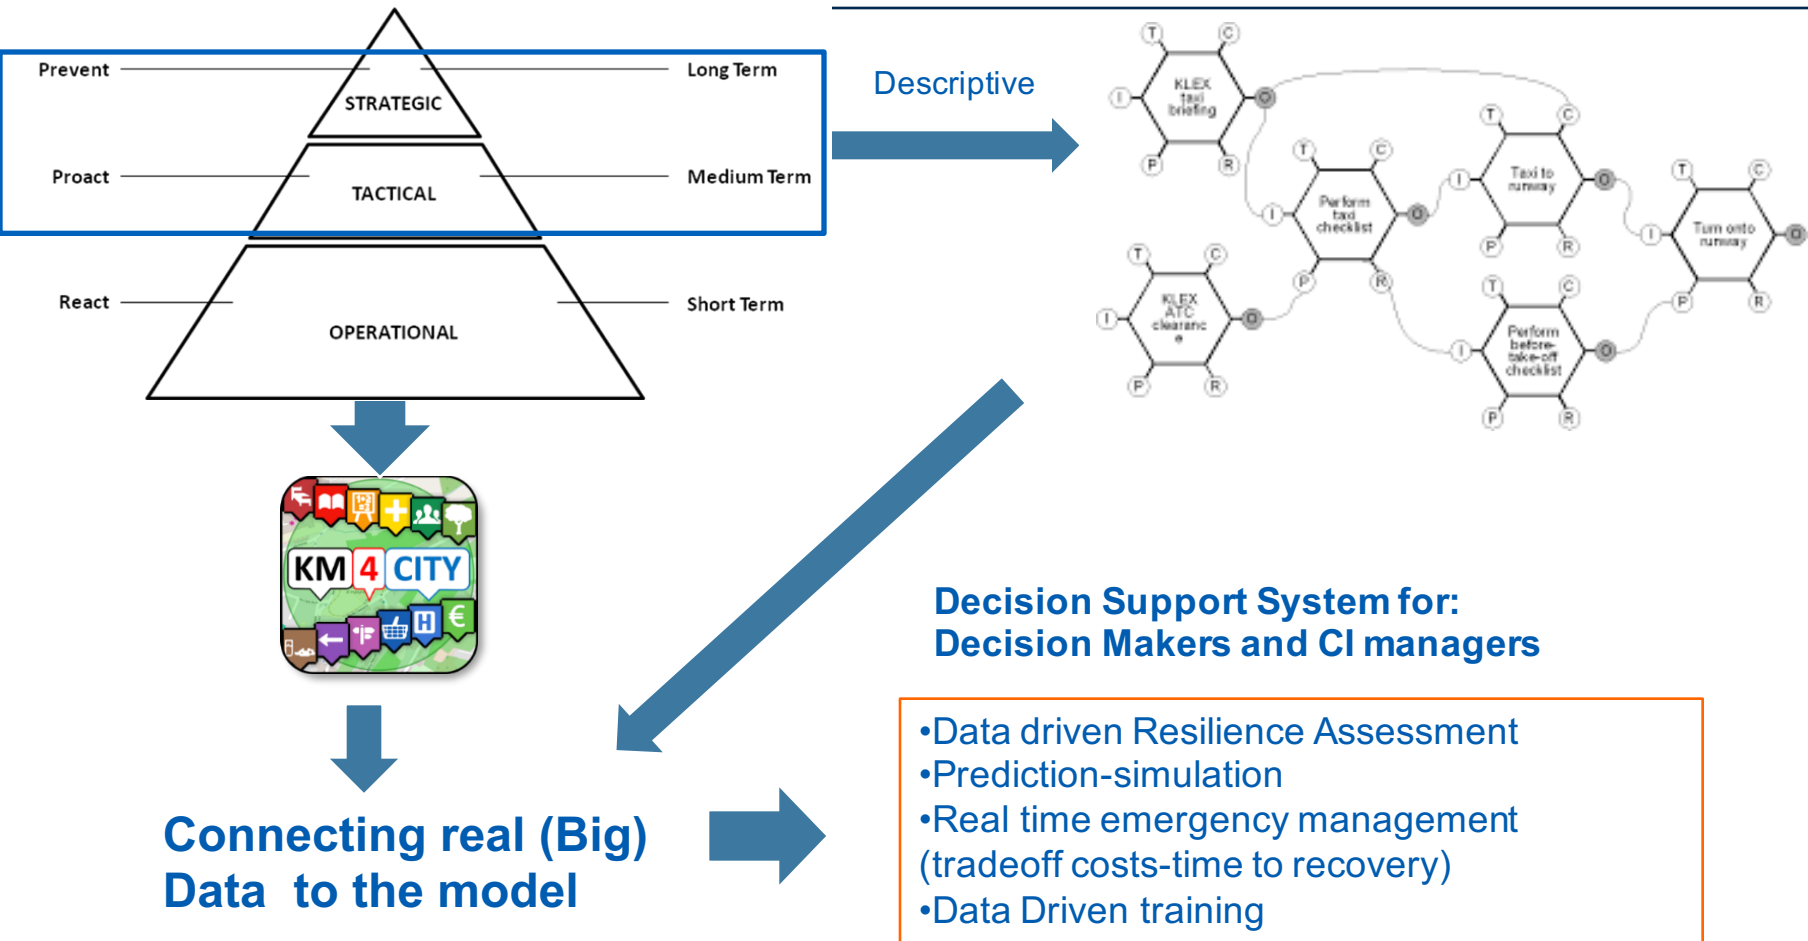 Prevent
Long Term
STRATEGIC
Proact
Medium Term
TACTICAL
React
Short Term
OPERATIONAL
Descriptive
T
C
I
KLEX
taxi
briefing
O
P
R
T
C
I
Perform
taxi
checklist
O
P
R
T
C
I
Taxi to
runway
O
P
R
T
C
I
Turn onto
runway
O
P
R
T
C
I
KLEX
ATC
clearanc
e
O
P
R
T
C
I
Perform
before-
take-off
checklist
O
P
R
KM 4 CITY
H
€
Connecting real (Big)
Data to the model
Decision Support System for:
Decision Makers and CI managers
•Data driven Resilience Assessment
•Prediction-simulation
•Real time emergency management
(tradeoff costs-time to recovery)
•Data Driven training